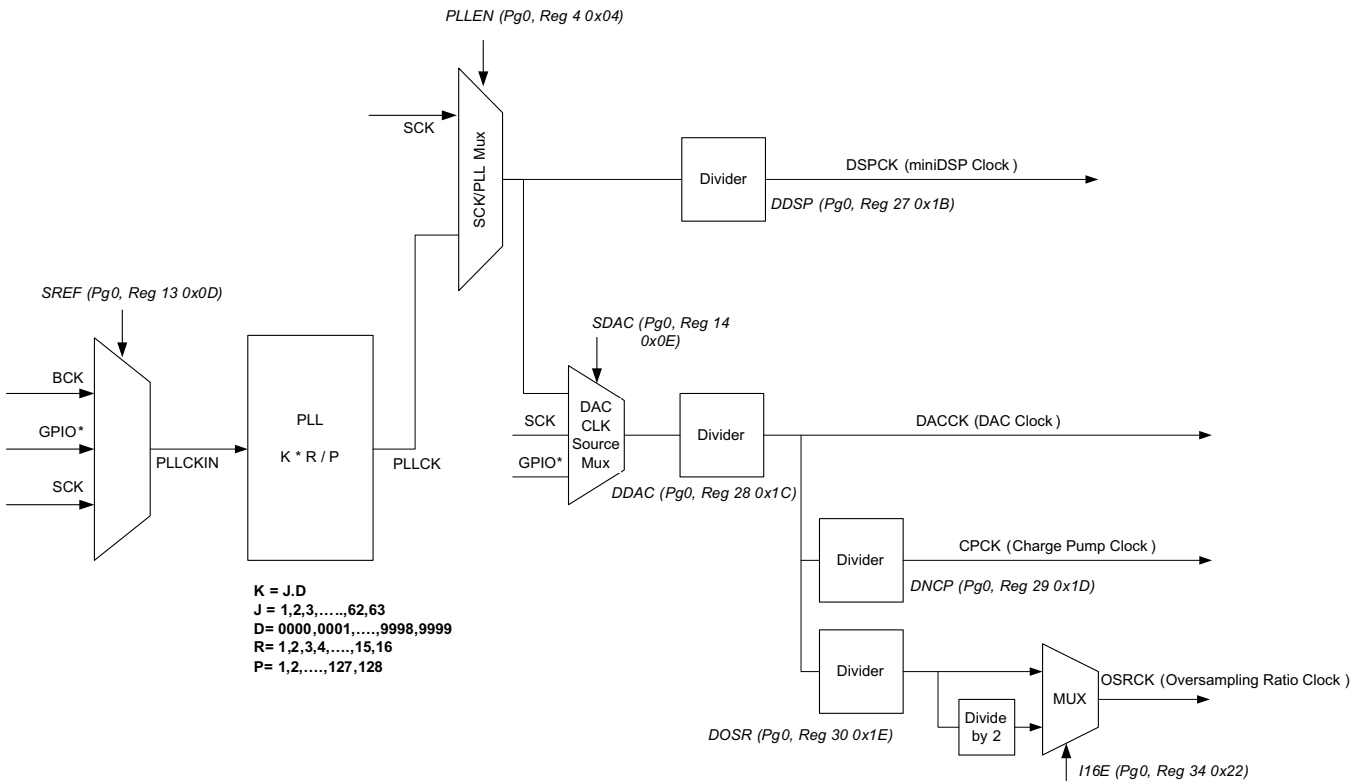 PLLEN (Pg0, Reg 4 0x04)
SCK
SCK/PLL Mux
Divider
DSPCK (miniDSP Clock )
DDSP (Pg0, Reg 27 0x1B)
SREF (Pg0, Reg 13 0x0D)
BCK
GPIO*
SCK
PLLCKIN
PLL
K * R / P
PLLCK
SDAC (Pg0, Reg 14
0x0E)
SCK
GPIO*
DAC
CLK
Source
Mux
Divider
DACCK (DAC Clock )
DDAC (Pg0, Reg 28 0x1C)
Divider
CPCK (Charge Pump Clock )
DNCP (Pg0, Reg 29 0x1D)
K = J.D
J = 1,2,3,…..,62,63
D= 0000,0001,….,9998,9999
R= 1,2,3,4,….,15,16
P= 1,2,….,127,128
Divider
DOSR (Pg0, Reg 30 0x1E)
Divide
by 2
MUX
OSRCK (Oversampling Ratio Clock )
I16E (Pg0, Reg 34 0x22)